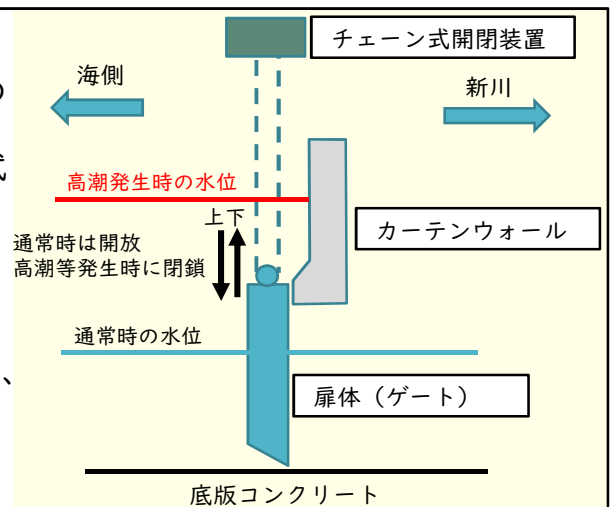 チェーン式開閉装置
海側
新川
の
式
高潮発生時の水位
上下
カーテンウォール
通常時は開放
高潮等発生時に閉鎖
通常時の水位
、
扉体（ゲート）
底版コンクリート